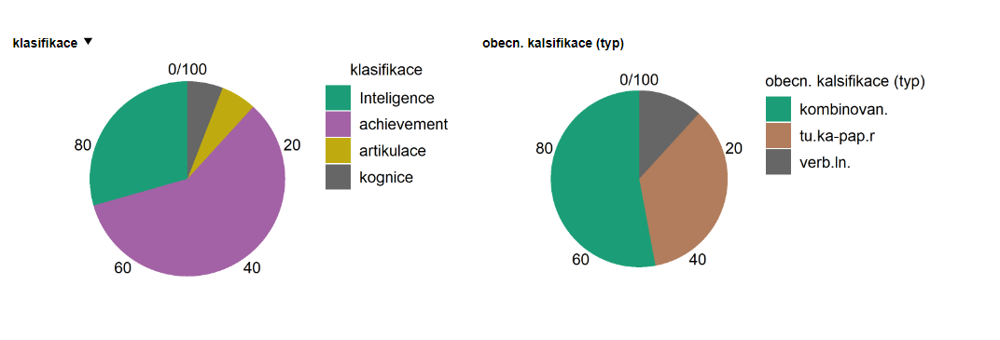 klasifikace ▼
0/100
20
40
60
80
klasifikace
Inteligence
achievement
artikulace
kognice
obecn. kalsifikace (typ)
0/100
20
40
60
80
obecn. kalsifikace (typ)
kombinovan.
tu.ka-pap.r
verb.ln.